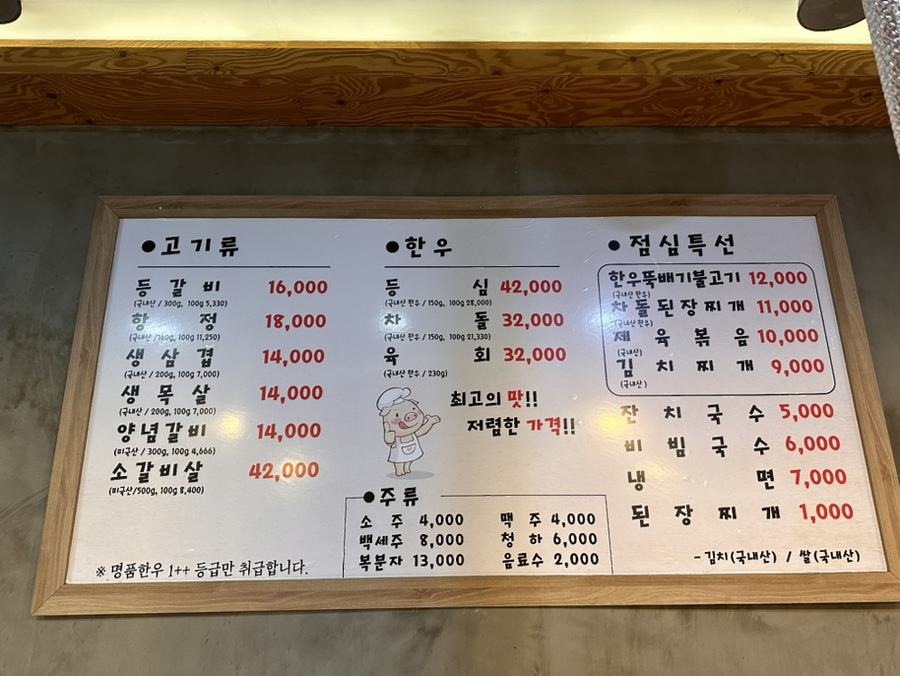 ●고기류
등갈비 16,000
(국내산 / 300g, 100g 5,330)
항정 18,000
(국내산 /160g, 100g 11,250)
생삼겹 14,000
(국내산 / 200g, 100g 7,000)
생목살 14,000
(국내산 / 200g, 100g 7,000)
양념갈비 14,000
(미국산 / 300g, 100g 4,666)
소갈비살 42,000
(미국산/500g, 100g 8,400)
※ 명품한우 1++ 등급만 취급합니다.
●한우
등심 42,000
(국내산 한우 / 150g, 100g 28,000)
차돌 32,000
(국내산 한우 / 150g, 100g 21,330)
육회 32,000
(국내산 한우 / 230g)
최고의 맛!!
저렴한 가격!!
●주류
소주 4,000 맥주 4,000
백세주 8,000 청하 6,000
복분자 13,000 음료수 2,000
●점심특선
한우뚝배기불고기 12,000
(국내산 한우)
차돌된장찌개 11,000
(국내산 한우)
제육볶음 10,000
(국내산)
김치찌개 9,000
(국내산)
잔치국수 5,000
비빔국수 6,000
냉면 7,000
된장찌개 1,000
-김치(국내산) / 쌀(국내산)